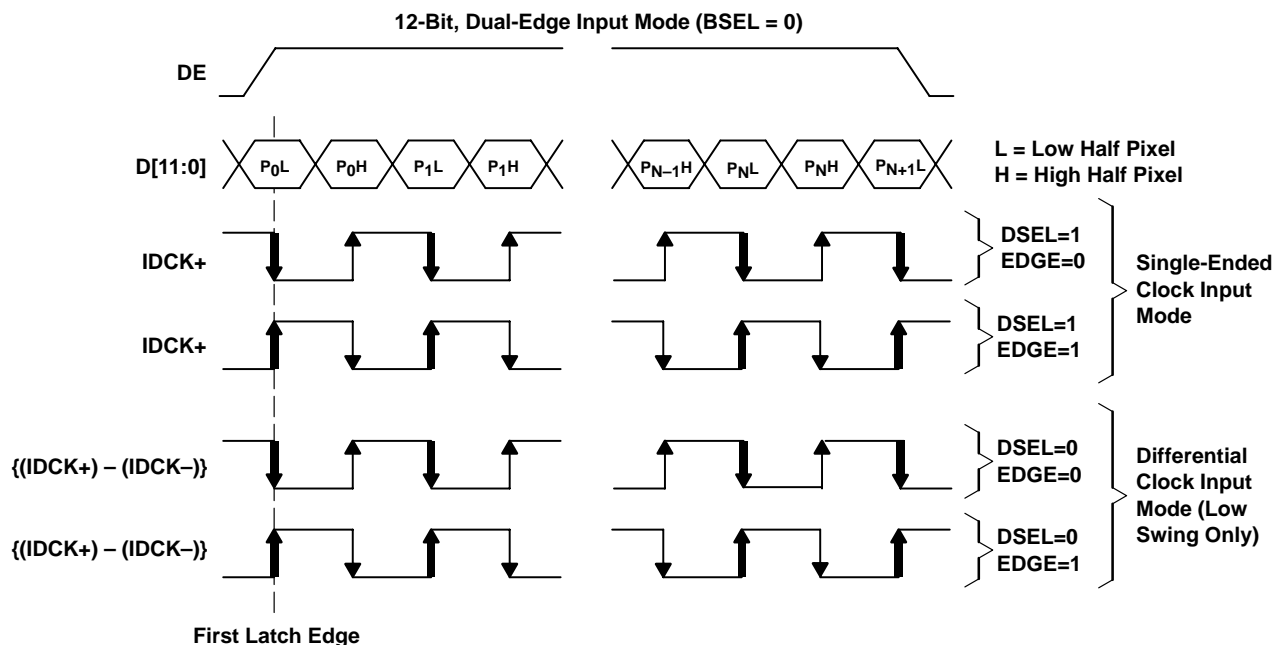 12-Bit, Dual-Edge Input Mode (BSEL = 0)
DE
D[11:0]
P0L
P0H
P1L
P1H
PN–1H
PNL
PNH
PN+1L
L = Low Half Pixel
H = High Half Pixel
IDCK+
DSEL=1
EDGE=0
IDCK+
DSEL=1
EDGE=1
Single-Ended
Clock Input
Mode
{(IDCK+) – (IDCK–)}
DSEL=0
EDGE=0
{(IDCK+) – (IDCK–)}
DSEL=0
EDGE=1
Differential
Clock Input
Mode (Low
Swing Only)
First Latch Edge